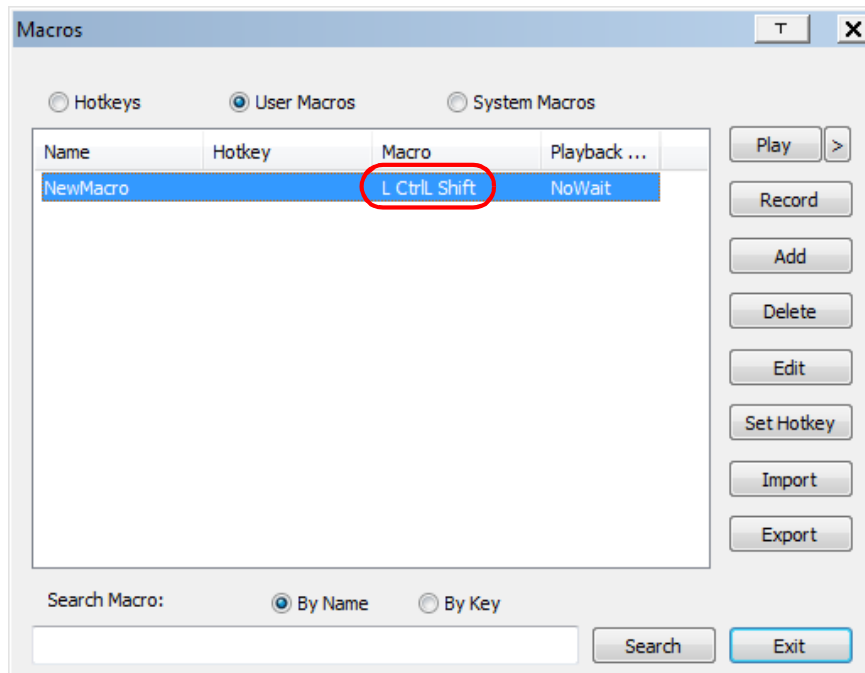 Macros T X
Hotkeys User Macros System Macros
Name Hotkey Macro Playback ...
NewMacro L CtrlL Shift NoWait
Play >
Record
Add
Delete
Edit
Set Hotkey
Import
Export
Search Macro: By Name By Key
Search Exit